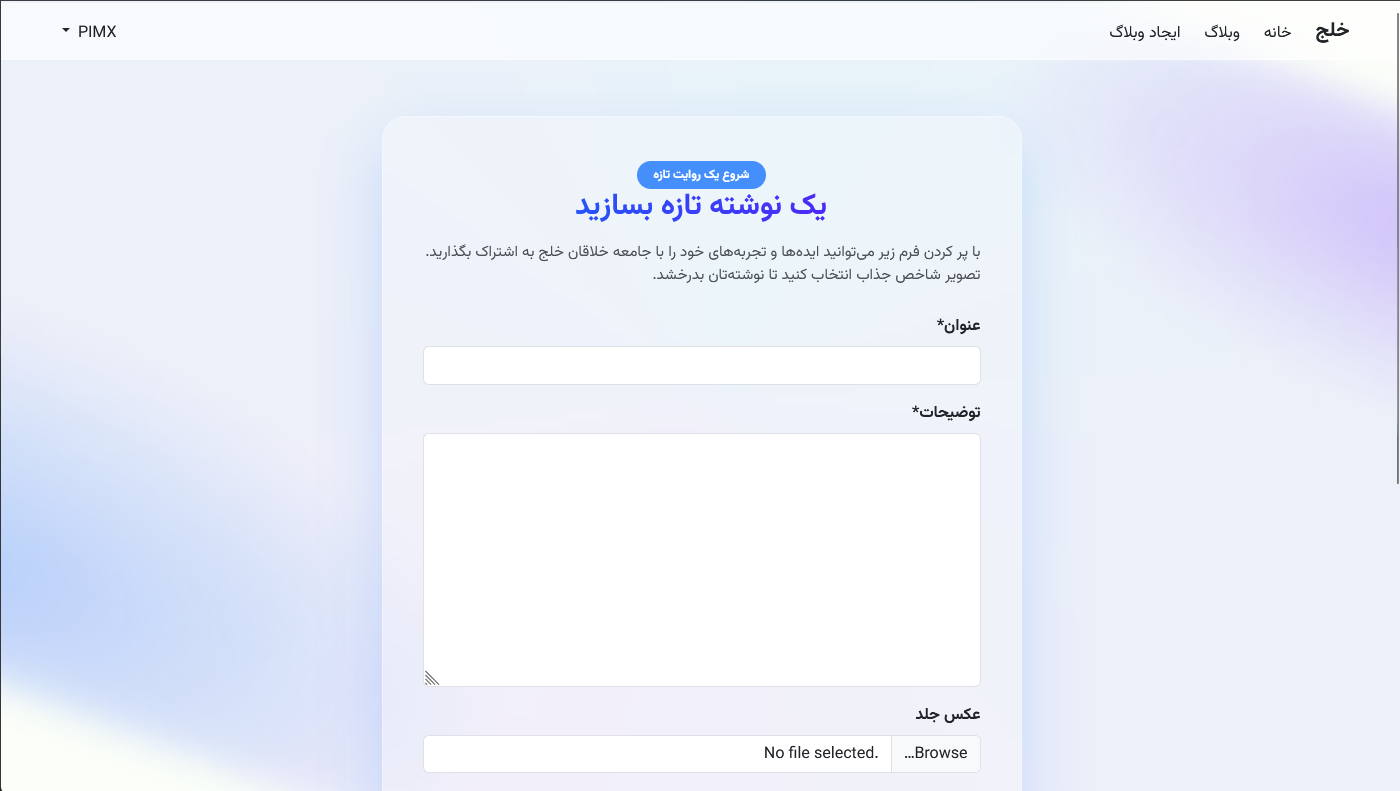 خلج
خانه
وبلاگ
ایجاد وبلاگ
PIMX
شروع یک روایت تازه
یک نوشته تازه بسازید
با پر کردن فرم زیر می‌توانید ایده‌ها و تجربه‌های خود را با جامعه خلاقان خلج به اشتراک بگذارید.
تصویر شاخص جذاب انتخاب کنید تا نوشته‌تان بدرخشد.
عنوان*
توضیحات*
عکس جلد
Browse...
No file selected.